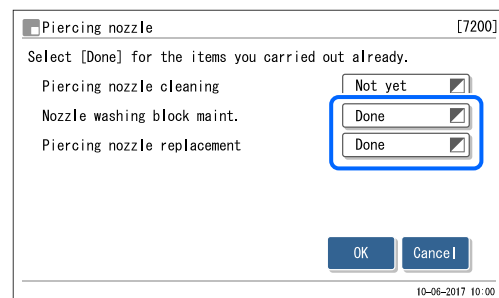 Piercing nozzle [7200]
Select [Done] for the items you carried out already.
Piercing nozzle cleaning Not yet
Nozzle washing block maint. Done
Piercing nozzle replacement Done
OK Cancel
10-06-2017 10:00